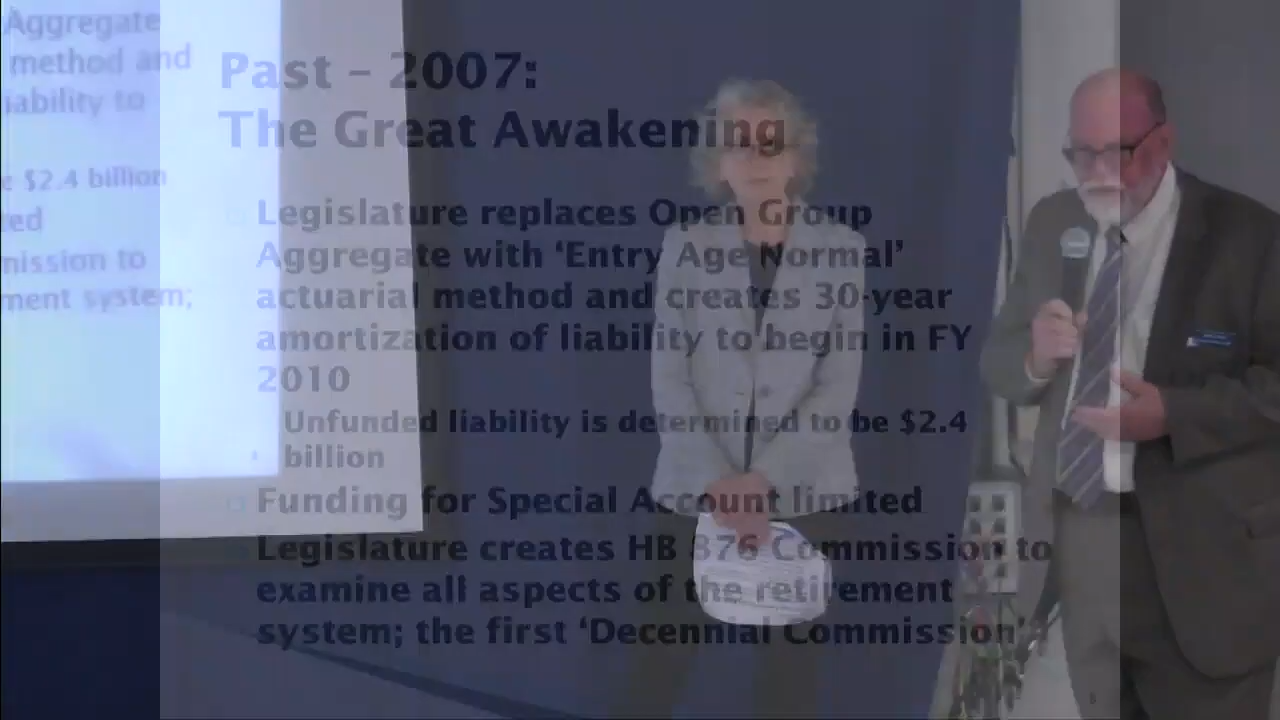 Aggregate
method and
iability to
$2.4 billion
ted
mission to
ment system;
Past – 2007:
The Great Awakening
Legislature replaces Open Group
Aggregate with ‘Entry Age Normal’
actuarial method and creates 30-year
amortization of liability to begin in FY
2010
Unfunded liability is determined to be $2.4
billion
Funding for Special Account limited
Legislature creates HB 876 Commission to
examine all aspects of the retirement
system; the first ‘Decennial Commission’